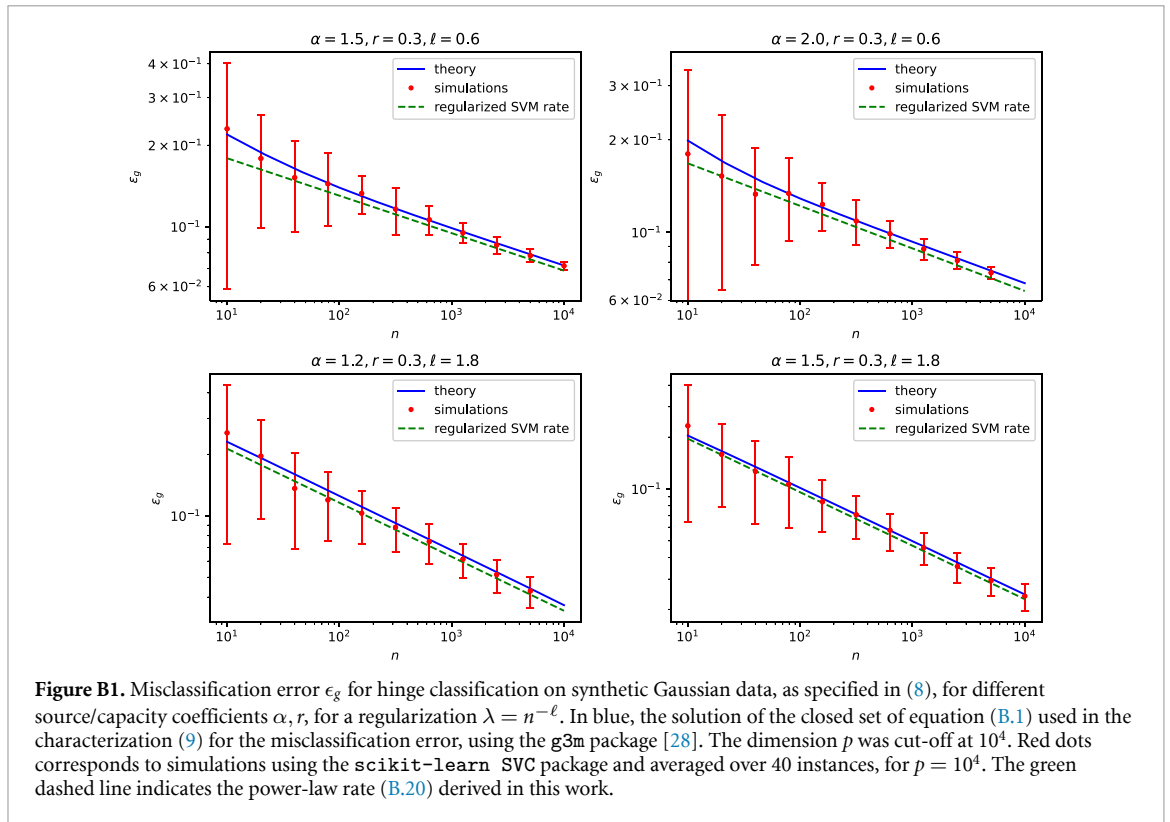 α = 1.5, r = 0.3, ℓ = 0.6
4 × 10⁻¹
3 × 10⁻¹
2 × 10⁻¹
10⁻¹
6 × 10⁻²
ϵg
theory
simulations
regularized SVM rate
10¹ 10² 10³ 10⁴
n
α = 2.0, r = 0.3, ℓ = 0.6
3 × 10⁻¹
2 × 10⁻¹
10⁻¹
6 × 10⁻²
ϵg
theory
simulations
regularized SVM rate
10¹ 10² 10³ 10⁴
n
α = 1.2, r = 0.3, ℓ = 1.8
10⁻¹
ϵg
theory
simulations
regularized SVM rate
10¹ 10² 10³ 10⁴
n
α = 1.5, r = 0.3, ℓ = 1.8
10⁻¹
ϵg
theory
simulations
regularized SVM rate
10¹ 10² 10³ 10⁴
n
Figure B1. Misclassification error ϵg for hinge classification on synthetic Gaussian data, as specified in (8), for different
source/capacity coefficients α, r, for a regularization λ = n⁻ℓ. In blue, the solution of the closed set of equation (B.1) used in the
characterization (9) for the misclassification error, using the g3m package [28]. The dimension p was cut-off at 10⁴. Red dots
corresponds to simulations using the scikit-learn SVC package and averaged over 40 instances, for p = 10⁴. The green
dashed line indicates the power-law rate (B.20) derived in this work.